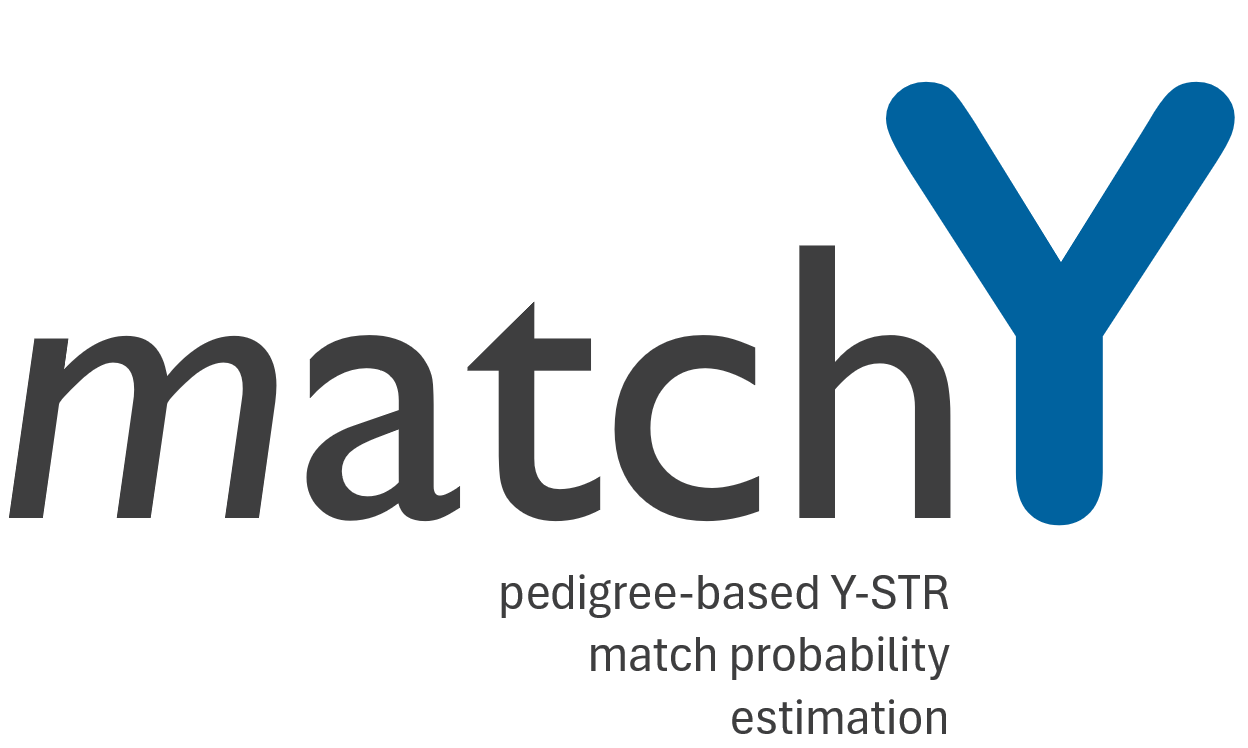 matchY
pedigree-based Y-STR
match probability
estimation